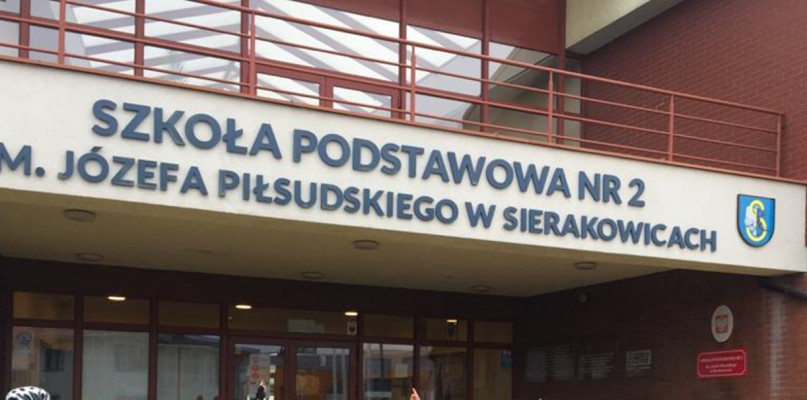 SZKOŁA PODSTAWOWA NR 2
M. JÓZEFA PIŁSUDSKIEGO W SIERAKOWICACH